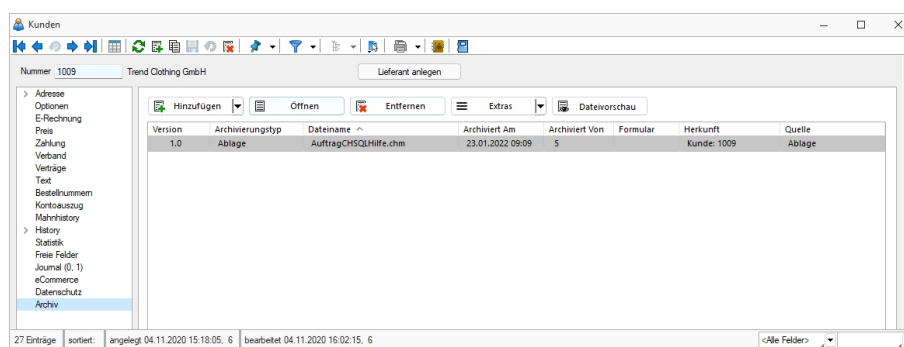 Kunden
Nummer 1009 Trend Clothing GmbH Lieferant anlegen
Adresse
Optionen
E-Rechnung
Preis
Zahlung
Verband
Verträge
Text
Bestellnummern
Kontoauszug
Mahnhistory
History
Statistik
Freie Felder
Journal (0, 1)
eCommerce
Datenschutz
Archiv
Hinzufügen Öffnen Entfernen Extras Dateivorschau
Version Archivierungstyp Dateiname Archiviert Am Archiviert Von Formular Herkunft Quelle
1.0 Ablage AuftragCHSQLHilfe.chm 23.01.2022 09:09 5 Kunde: 1009 Ablage
27 Einträge sortiert: angelegt 04.11.2020 15:18:05, 6 bearbeitet 04.11.2020 16:02:15, 6 <Alle Felder>